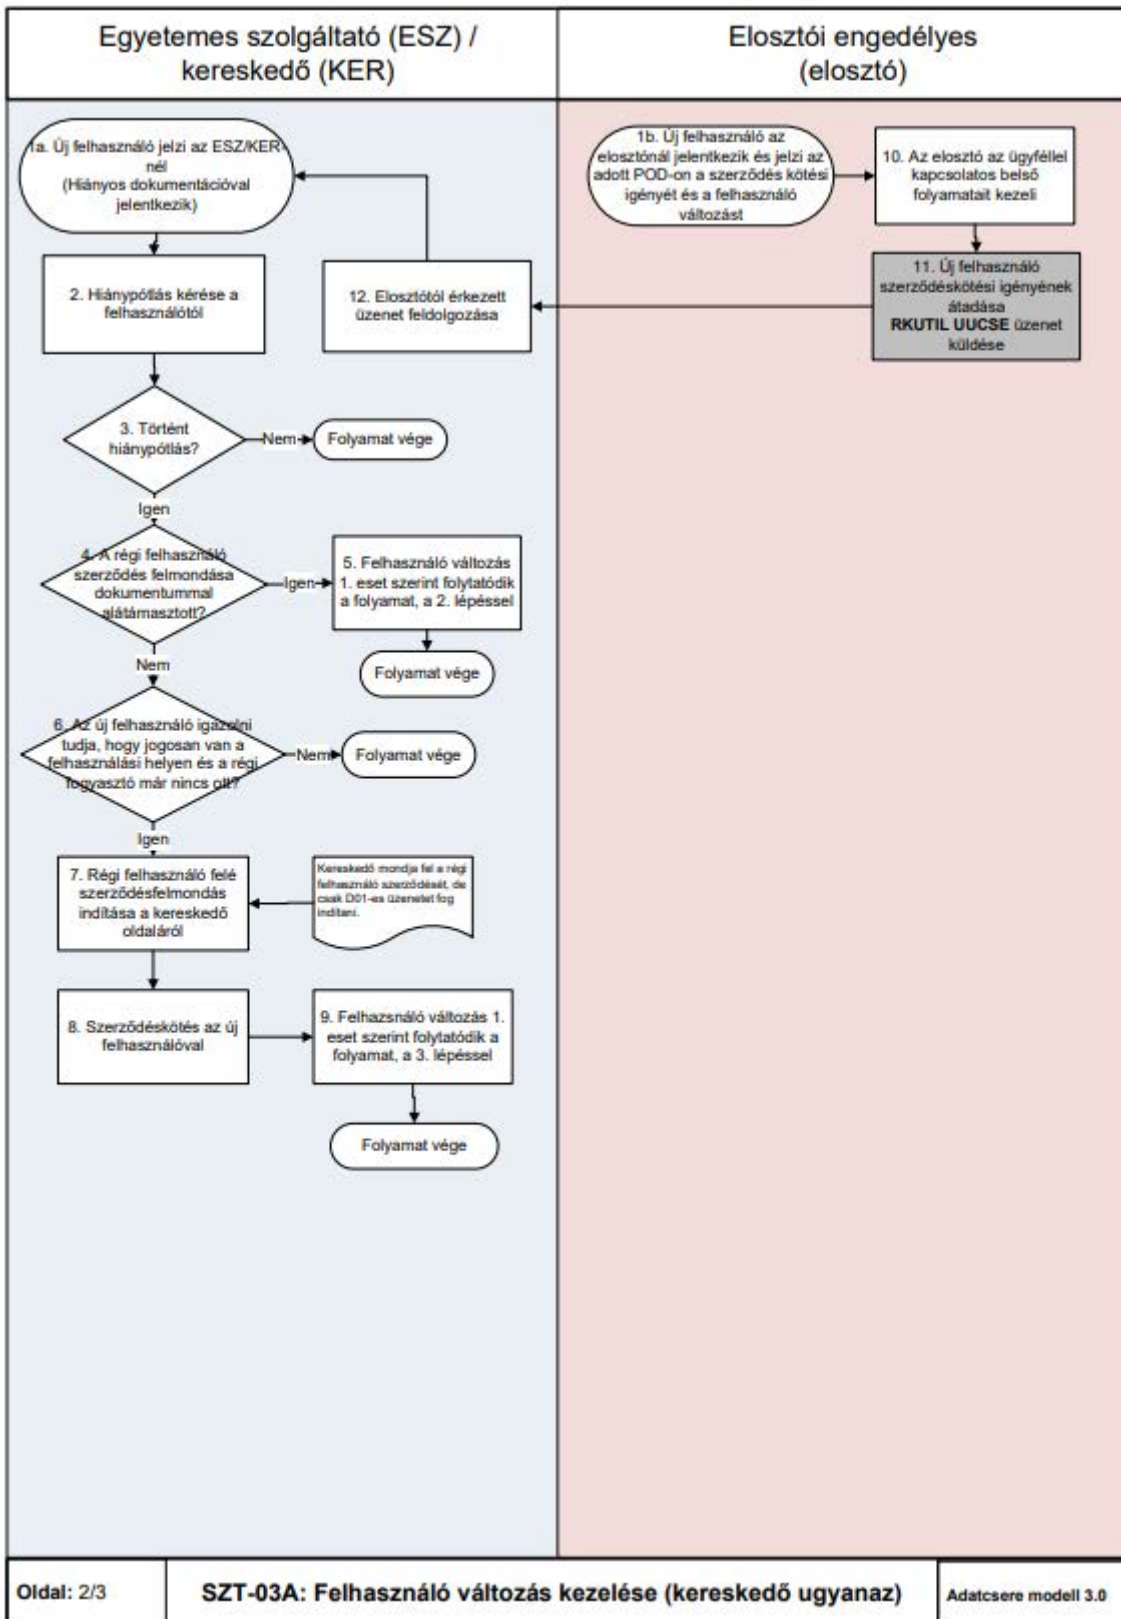 Egyetemes szolgáltató (ESZ) /
kereskedő (KER)
Elosztói engedélyes
(elosztó)
1a. Új felhasználó jelzi az ESZ/KER-
nél
(Hiányos dokumentációval
jelentkezik)
1b. Új felhasználó az
elosztónál jelentkezik és jelzi az
adott POD-on a szerződés kötési
igényét és a felhasználó
változást
10. Az elosztó az ügyféllel
kapcsolatos belső
folyamatait kezeli
2. Hiánypótlás kérése a
felhasználótól
12. Elosztótól érkezett
üzenet feldolgozása
11. Új felhasználó
szerződéskötési igényének
átadása
RKUTIL UUCSE üzenet
küldése
3. Történt
hiánypótlás?
Nem
Folyamat vége
Igen
4. A régi felhasználó
szerződés felmondása
dokumentummal
alátámasztott?
Igen
5. Felhasználó változás
1. eset szerint folytatódik
a folyamat, a 2. lépéssel
Folyamat vége
Nem
6. Az új felhasználó igazolni
tudja, hogy jogosan van a
felhasználási helyen és a régi
fogyasztó már nincs ott?
Nem
Folyamat vége
Igen
7. Régi felhasználó felé
szerződésfelmondás
indítása a kereskedő
oldaláról
Kereskedő mondja fel a régi
felhasználó szerződését, de
csak D01-es üzenetet fog
indítani.
8. Szerződéskötés az új
felhasználóval
9. Felhazsnáló változás 1.
eset szerint folytatódik a
folyamat, a 3. lépéssel
Folyamat vége
Oldal: 2/3
SZT-03A: Felhasználó változás kezelése (kereskedő ugyanaz)
Adatcsere modell 3.0